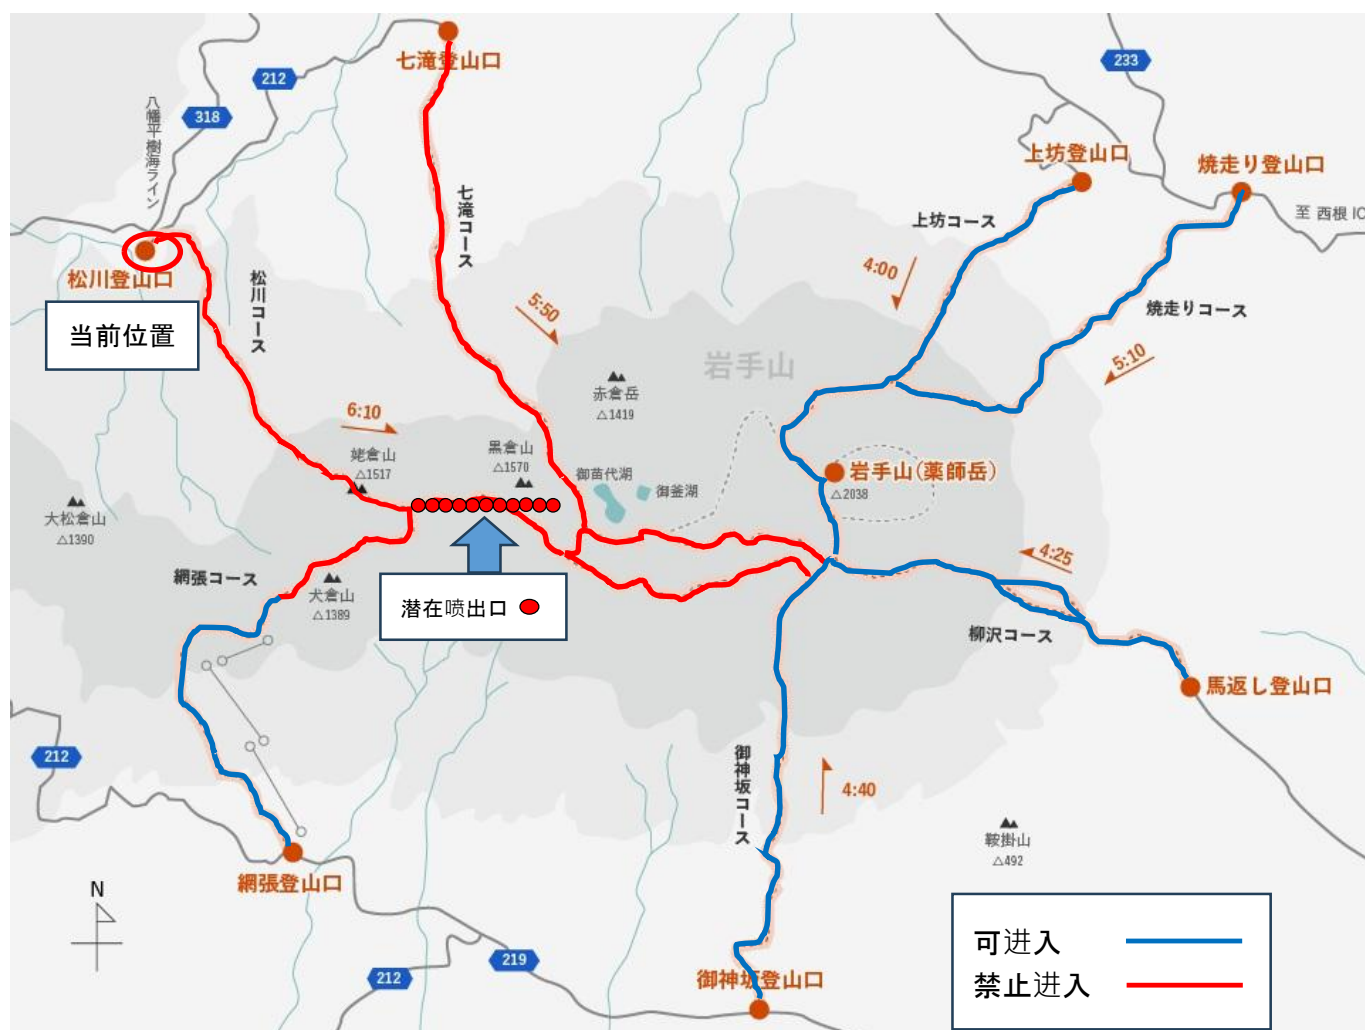 七滝登山口
233
212
318
八幡平樹海ライン
上坊登山口
焼走り登山口
至 西根 IC
七滝コース
上坊コース
松川登山口
松川コース
4:00
5:50
焼走りコース
当前位置
岩手山
5:10
赤倉岳
△1419
6:10
姥倉山
△1517
黒倉山
△1570
御苗代湖
御釜湖
岩手山(薬師岳)
△2038
大松倉山
△1390
4:25
網張コース
犬倉山
△1389
潜在喷出口
柳沢コース
馬返し登山口
212
御神坂コース
4:40
鞍掛山
△492
網張登山口
N
219
212
御神坂登山口
可进入
禁止进入